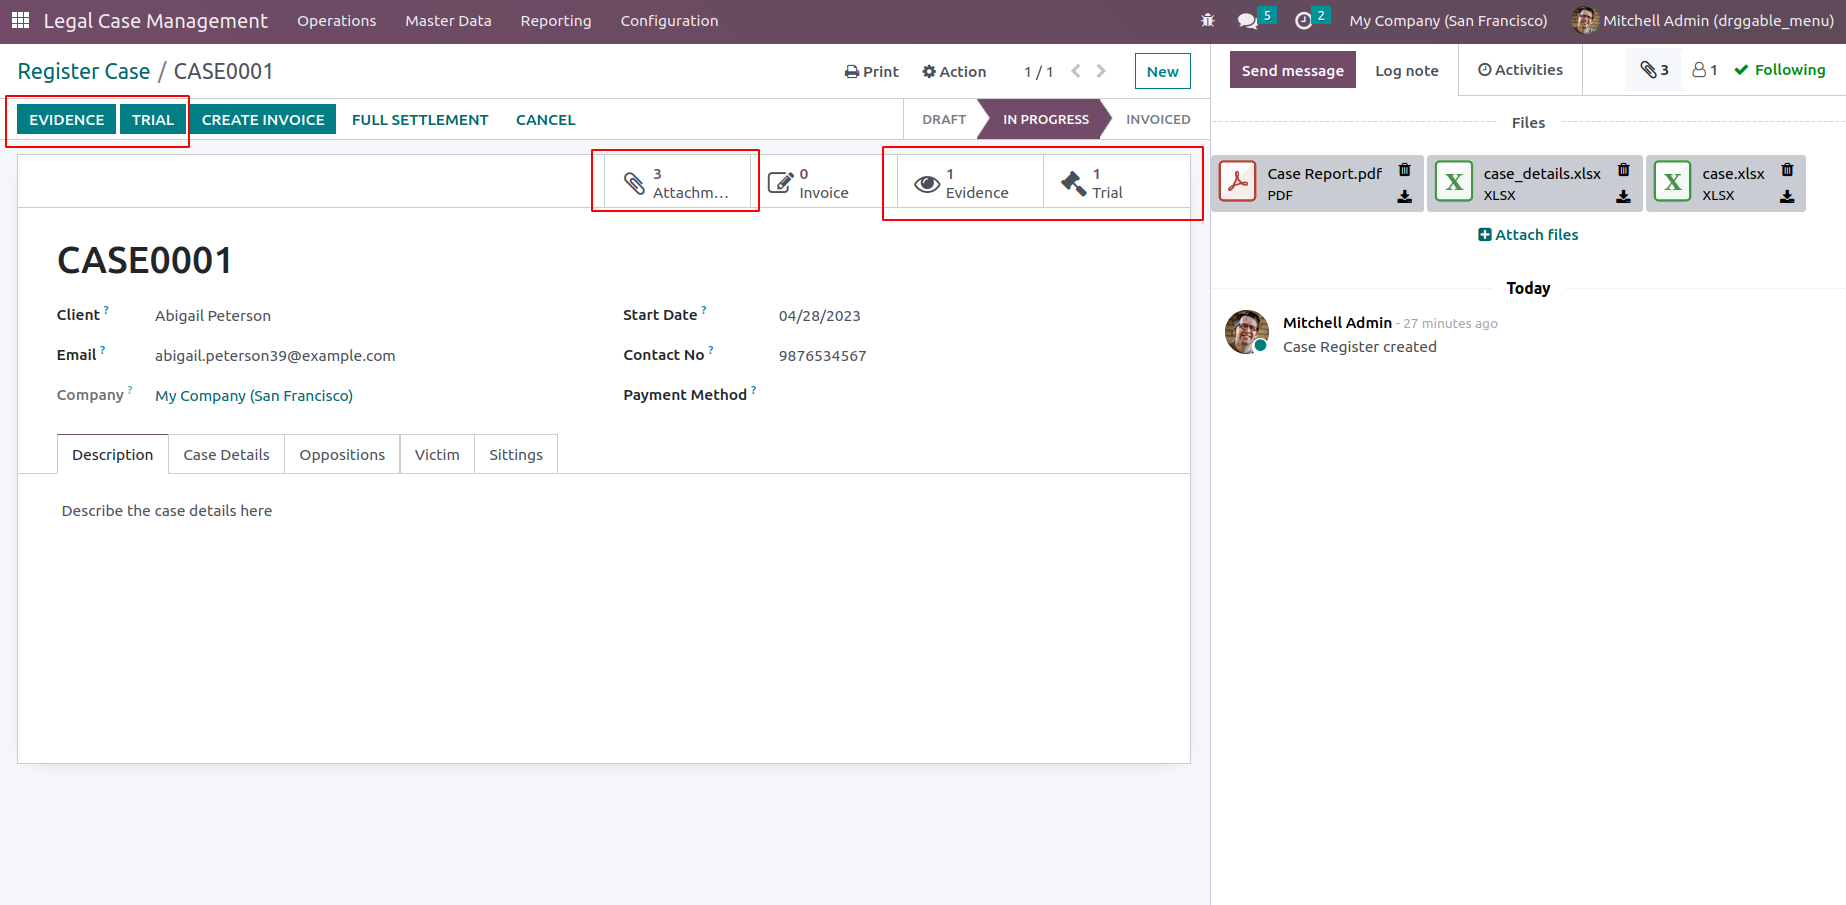 Legal Case Management Operations Master Data Reporting Configuration 5 2 My Company (San Francisco) Mitchell Admin (drggable_menu)
Register Case / CASE0001 Print Action 1 / 1 New
EVIDENCE TRIAL CREATE INVOICE FULL SETTLEMENT CANCEL DRAFT IN PROGRESS INVOICED
3 Attachm...
0 Invoice
1 Evidence
1 Trial
CASE0001
Client ? Abigail Peterson
Start Date ? 04/28/2023
Email ? abigail.peterson39@example.com
Contact No ? 9876534567
Company ? My Company (San Francisco)
Payment Method ?
Description Case Details Oppositions Victim Sittings
Describe the case details here
Send message Log note Activities 3 1 Following
Files
Case Report.pdf
PDF
case_details.xlsx
XLSX
case.xlsx
XLSX
Attach files
Today
Mitchell Admin - 27 minutes ago
Case Register created